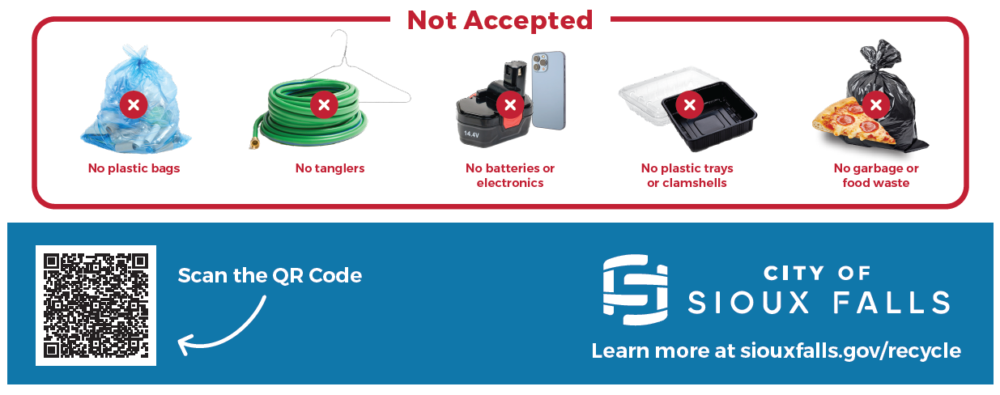 Not Accepted
14.4V
No plastic bags
No tanglers
No batteries or
electronics
No plastic trays
or clamshells
No garbage or
food waste
Scan the QR Code
CITY OF
SIOUX FALLS
Learn more at siouxfalls.gov/recycle